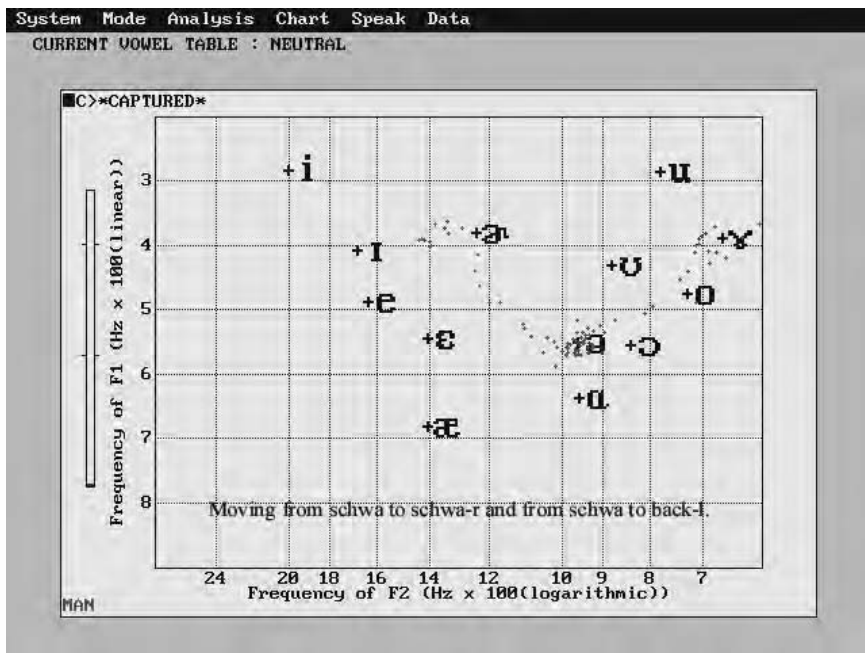 System Mode Analysis Chart Speak Data
CURRENT VOWEL TABLE : NEUTRAL
■C>*CAPTURED*
Frequency of F1 (Hz x 100(linear))
3
4
5
6
7
8
+i
+u
+ɚ
+ɤ
+ɪ
+ʊ
+e
+o
+ɛ
ə
+ɔ
+ɑ
+æ
Moving from schwa to schwa-r and from schwa to back-l.
24 20 18 16 14 12 10 9 8 7
Frequency of F2 (Hz x 100(logarithmic))
MAN